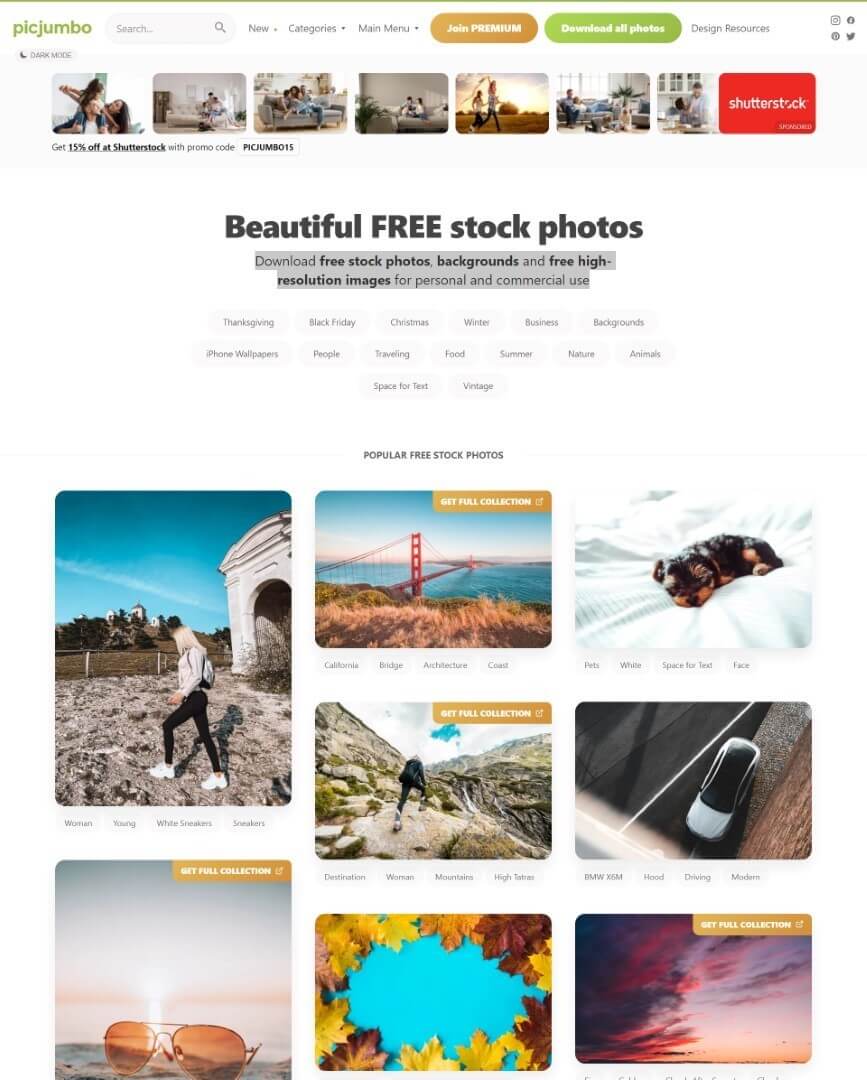 picjumbo
Search...
New
Categories
Main Menu
Join PREMIUM
Download all photos
Design Resources
DARK MODE
shutterstock
SPONSORED
Get 15% off at Shutterstock with promo code PICJUMBO15
Beautiful FREE stock photos
Download free stock photos, backgrounds and free high-
resolution images for personal and commercial use
Thanksgiving Black Friday Christmas Winter Business Backgrounds
iPhone Wallpapers People Traveling Food Summer Nature Animals
Space for Text Vintage
POPULAR FREE STOCK PHOTOS
GET FULL COLLECTION
California Bridge Architecture Coast
Pets White Space for Text Face
GET FULL COLLECTION
Woman Young White Sneakers Sneakers
Destination Woman Mountains High Tatras
BMW X6M Hood Driving Modern
GET FULL COLLECTION
GET FULL COLLECTION